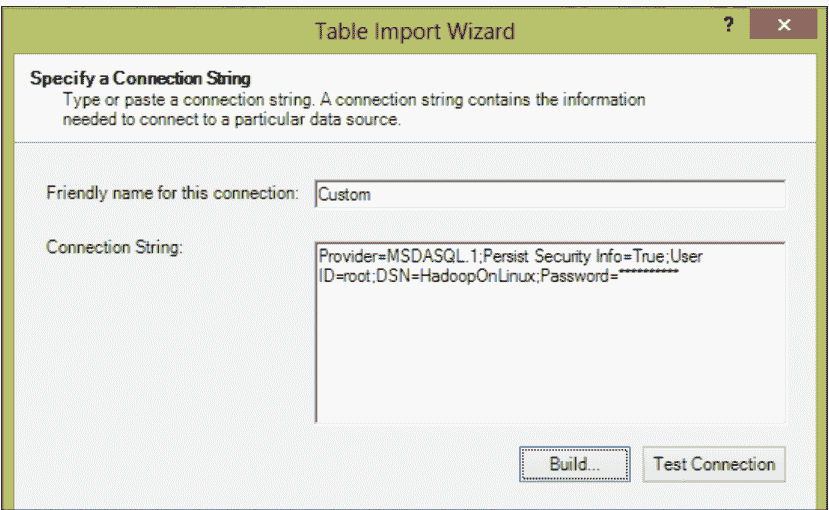 Table Import Wizard
?
×
Specify a Connection String
Type or paste a connection string. A connection string contains the information
needed to connect to a particular data source.
Friendly name for this connection:
Custom
Connection String:
Provider=MSDASQL.1;Persist Security Info=True;User
ID=root;DSN=HadoopOnLinux;Password=**********
Build...
Test Connection